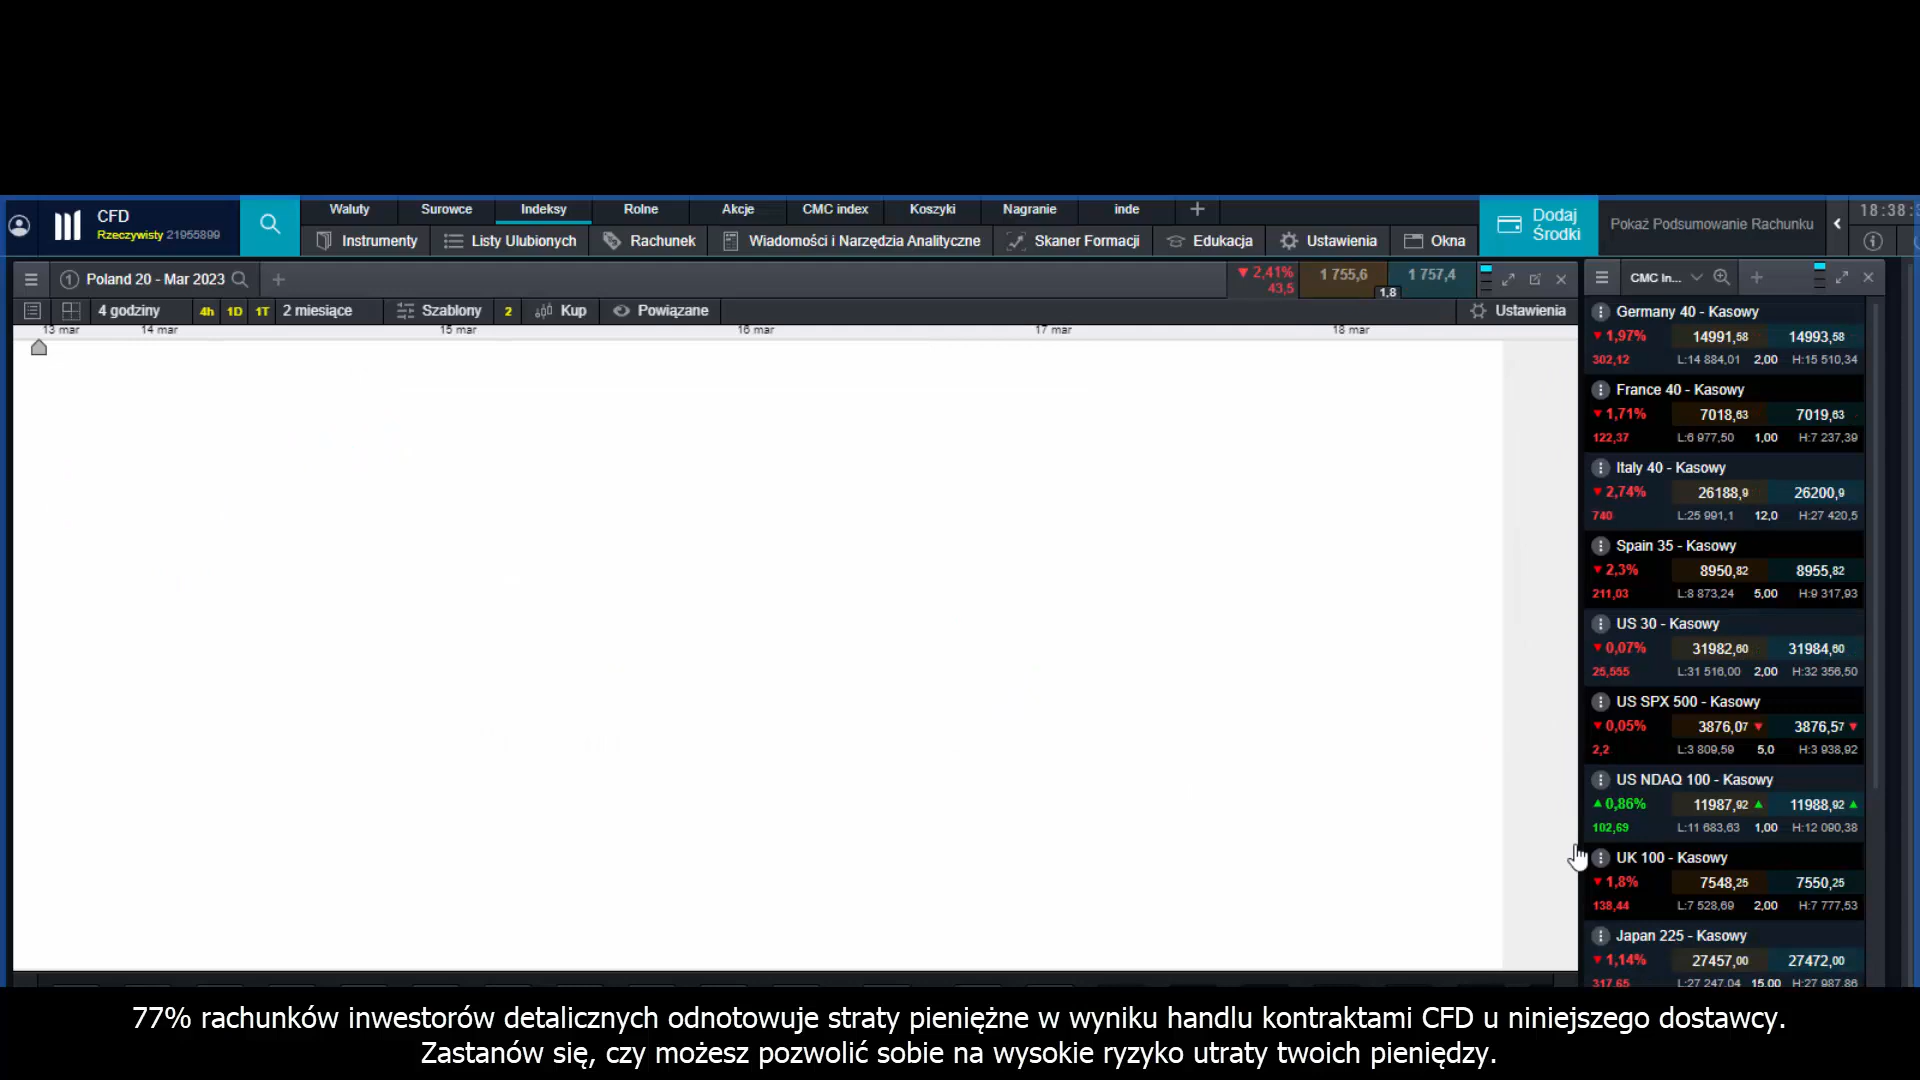 CFD
Rzeczywisty 21955899
Waluty Surowce Indeksy Rolne Akcje CMC index Koszyki Nagranie inde
Instrumenty Listy Ulubionych Rachunek Wiadomości i Narzędzia Analityczne Skaner Formacji Edukacja Ustawienia Okna
Dodaj
Środki
Pokaż Podsumowanie Rachunku
18:38:
1 Poland 20 - Mar 2023
2,41%
43,5
1 755,6 1 757,4
1,8
4 godziny 4h 1D 1T 2 miesiące Szablony 2 Kup Powiązane Ustawienia
13 mar 14 mar 15 mar 16 mar 17 mar 18 mar
CMC In...
Germany 40 - Kasowy
1,97% 14991,58 14993,58
302,12 L:14 884,01 2,00 H:15 510,34
France 40 - Kasowy
1,71% 7018,63 7019,63
122,37 L:6 977,50 1,00 H:7 237,39
Italy 40 - Kasowy
2,74% 26188,9 26200,9
740 L:25 991,1 12,0 H:27 420,5
Spain 35 - Kasowy
2,3% 8950,82 8955,82
211,03 L:8 873,24 5,00 H:9 317,93
US 30 - Kasowy
0,07% 31982,60 31984,60
25,555 L:31 516,00 2,00 H:32 356,50
US SPX 500 - Kasowy
0,05% 3876,07 3876,57
2,2 L:3 809,59 5,0 H:3 938,92
US NDAQ 100 - Kasowy
0,86% 11987,92 11988,92
102,69 L:11 683,63 1,00 H:12 090,38
UK 100 - Kasowy
1,8% 7548,25 7550,25
138,44 L:7 528,69 2,00 H:7 777,53
Japan 225 - Kasowy
1,14% 27457,00 27472,00
317,65 L:27 247,04 15,00 H:27 987,86
77% rachunków inwestorów detalicznych odnotowuje straty pieniężne w wyniku handlu kontraktami CFD u niniejszego dostawcy.
Zastanów się, czy możesz pozwolić sobie na wysokie ryzyko utraty twoich pieniędzy.